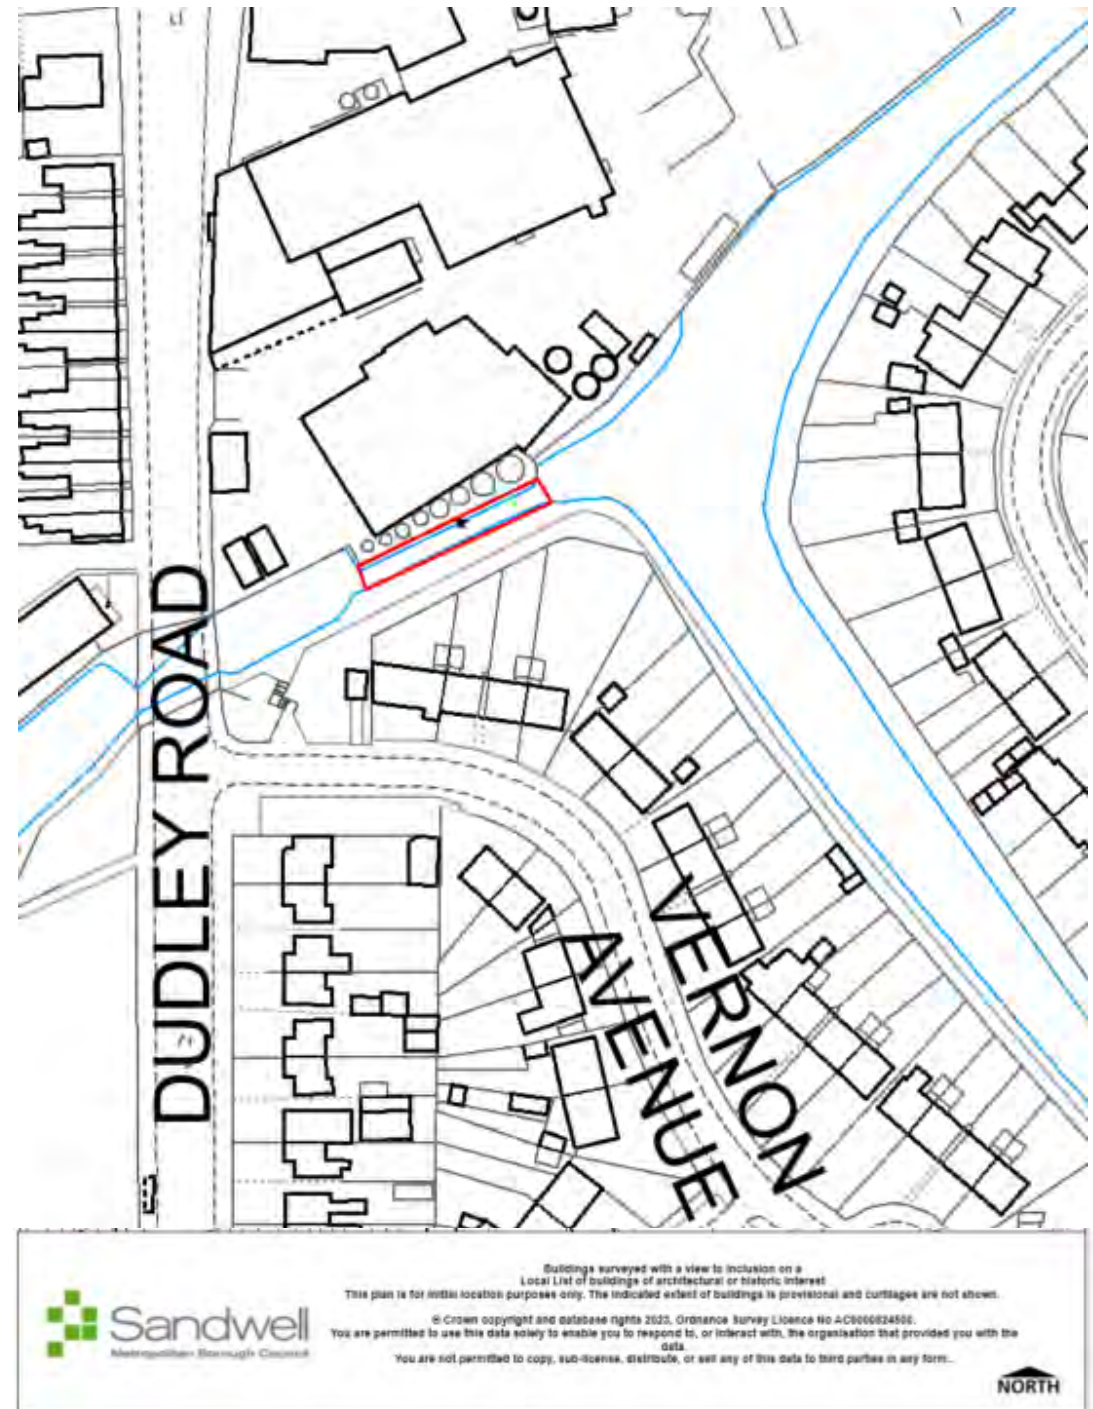 DUDLEY ROAD
VERNON
AVENUE
Sandwell
Metropolitan Borough Council
Buildings surveyed with a view to inclusion on a
Local List of buildings of architectural or historic interest
This plan is for initial location purposes only. The indicated extent of buildings is provisional and curtilages are not shown.
© Crown copyright and database rights 2023, Ordnance Survey Licence No
You are permitted to use this data solely to enable you to respond to, or interact with, the organisation that provided you with the
data.
You are not permitted to copy, sub-license, distribute, or sell any of this data to third parties in any form.
NORTH